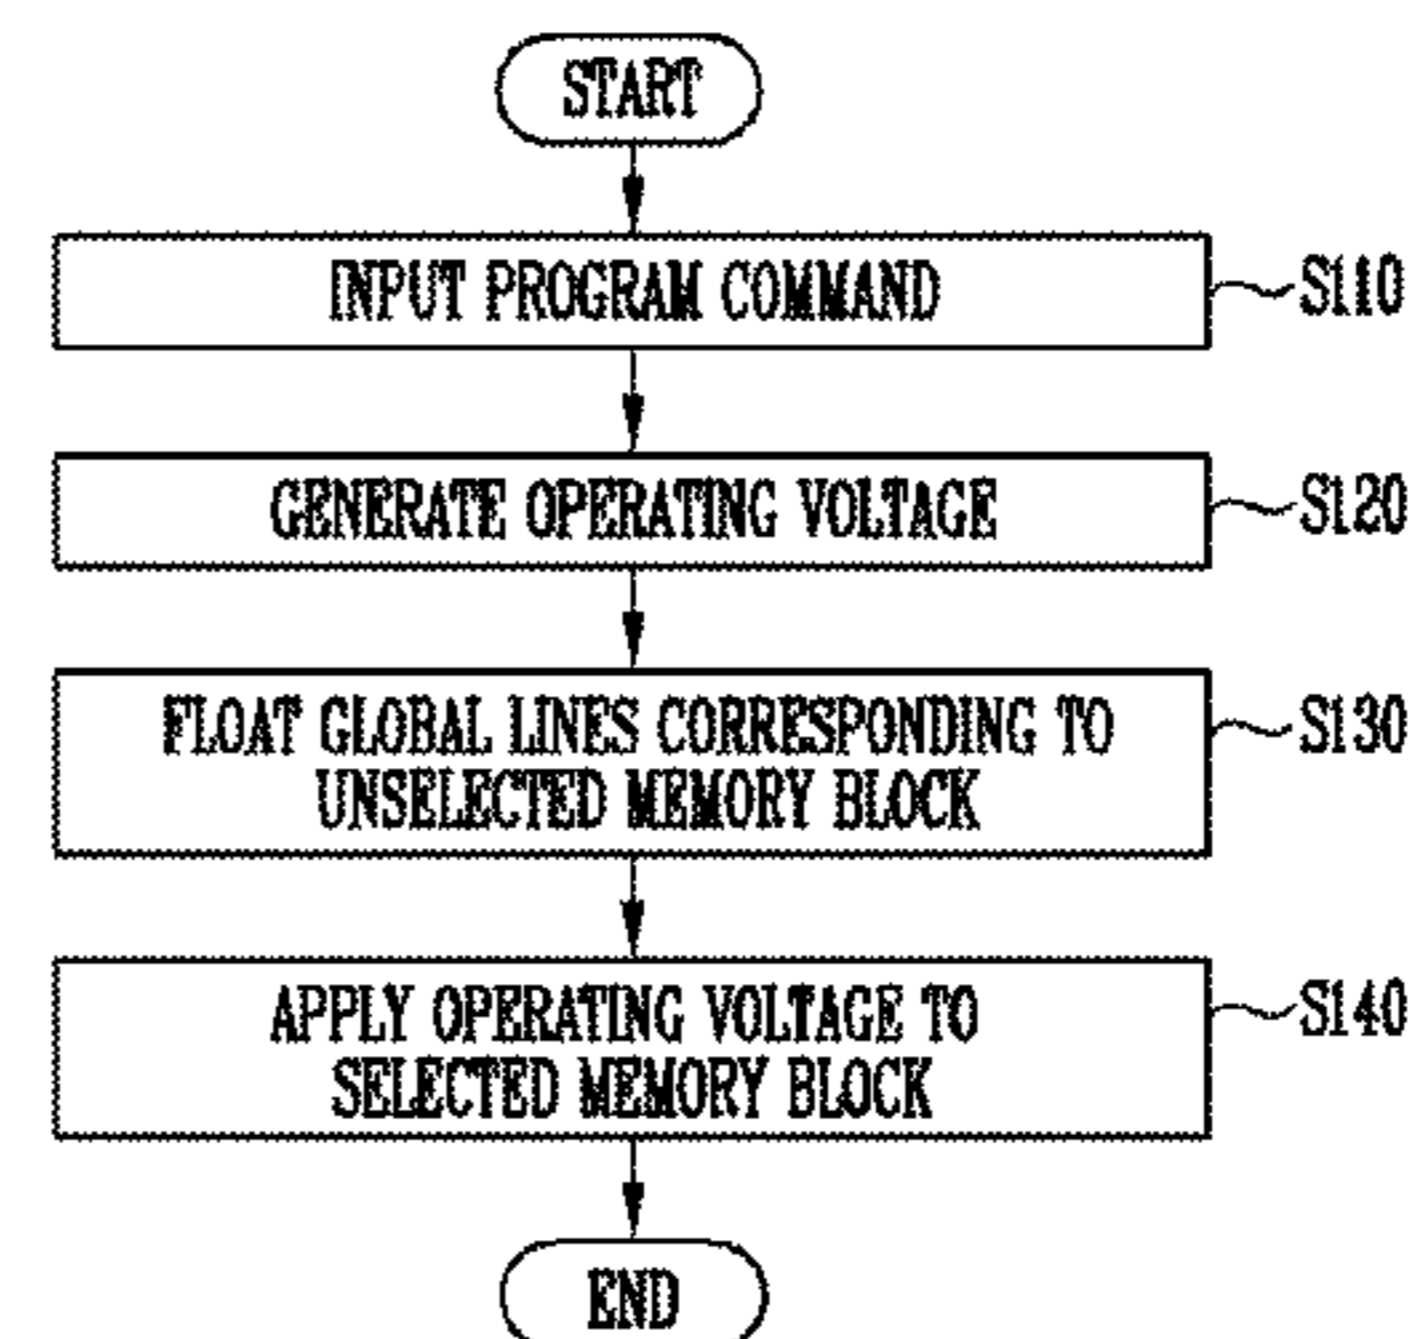 START
INPUT PROGRAM COMMAND
S110
GENERATE OPERATING VOLTAGE
S120
FLOAT GLOBAL LINES CORRESPONDING TO
UNSELECTED MEMORY BLOCK
S130
APPLY OPERATING VOLTAGE TO
SELECTED MEMORY BLOCK
S140
END